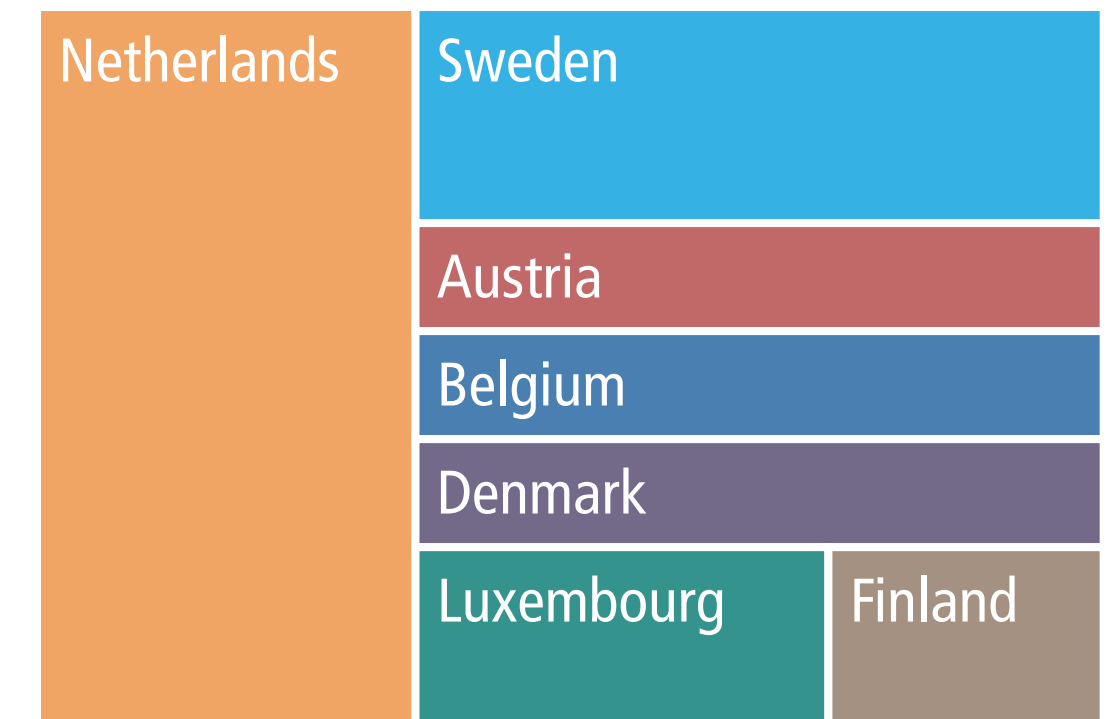 Netherlands
Sweden
Austria
Belgium
Denmark
Luxembourg
Finland